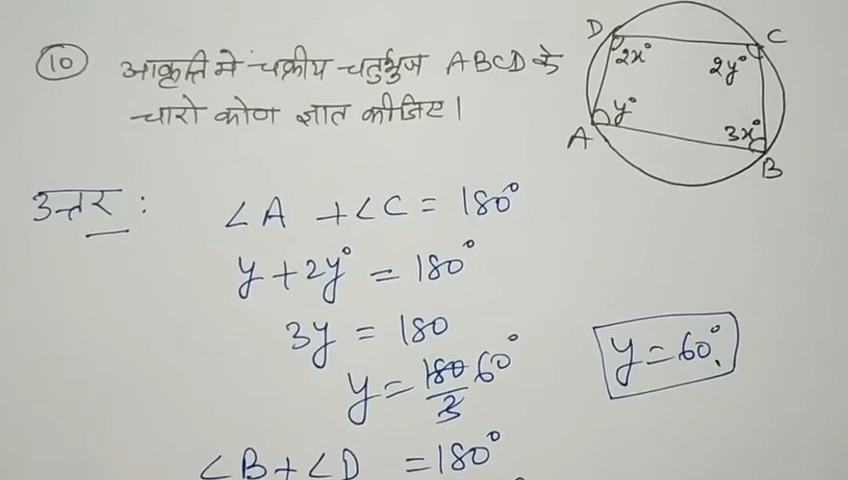 (10) आकृति में चक्रीय चतुर्भुज ABCD के
चारो कोण ज्ञात कीजिए।
D
C
2x°
2y°
y°
3x°
A
B
उत्तर :
∠A + ∠C = 180°
y + 2y° = 180°
3y = 180
y = 180/3 60°
y = 60°.
∠B + ∠D = 180°